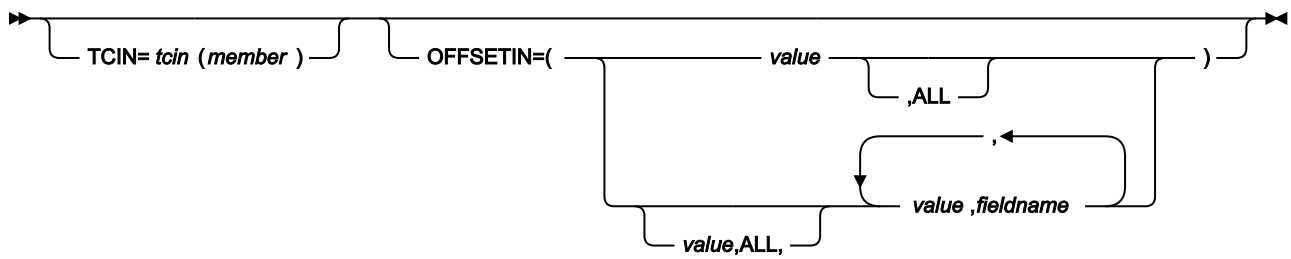 TCIN= tcin (member )
OFFSETIN=( value )
,ALL
,
value ,fieldname
value,ALL,